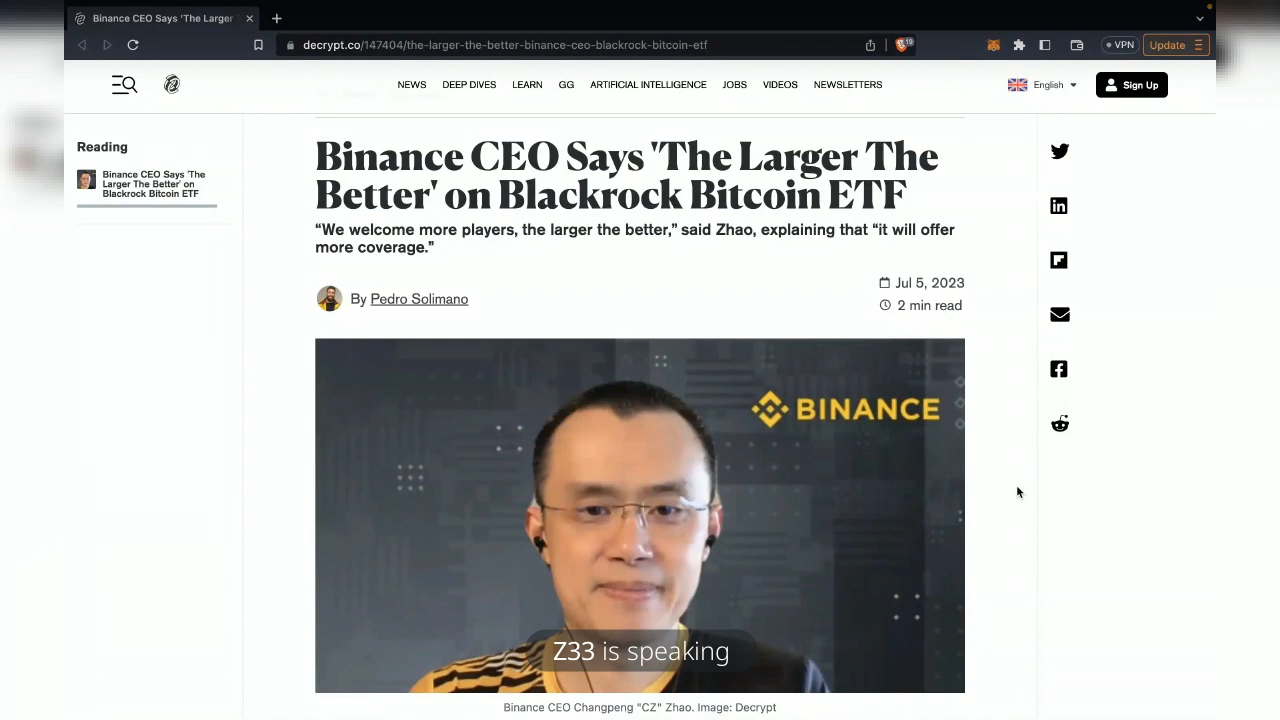 Binance CEO Says 'The Larger
decrypt.co/147404/the-larger-the-better-binance-ceo-blackrock-bitcoin-etf
19
VPN
Update
NEWS
DEEP DIVES
LEARN
GG
ARTIFICIAL INTELLIGENCE
JOBS
VIDEOS
NEWSLETTERS
English
Sign Up
Reading
Binance CEO Says 'The
Larger The Better' on
Blackrock Bitcoin ETF
Binance CEO Says 'The Larger The
Better' on Blackrock Bitcoin ETF
“We welcome more players, the larger the better,” said Zhao, explaining that “it will offer
more coverage.”
By Pedro Solimano
Jul 5, 2023
2 min read
BINANCE
Z33 is speaking
Binance CEO Changpeng "CZ" Zhao. Image: Decrypt